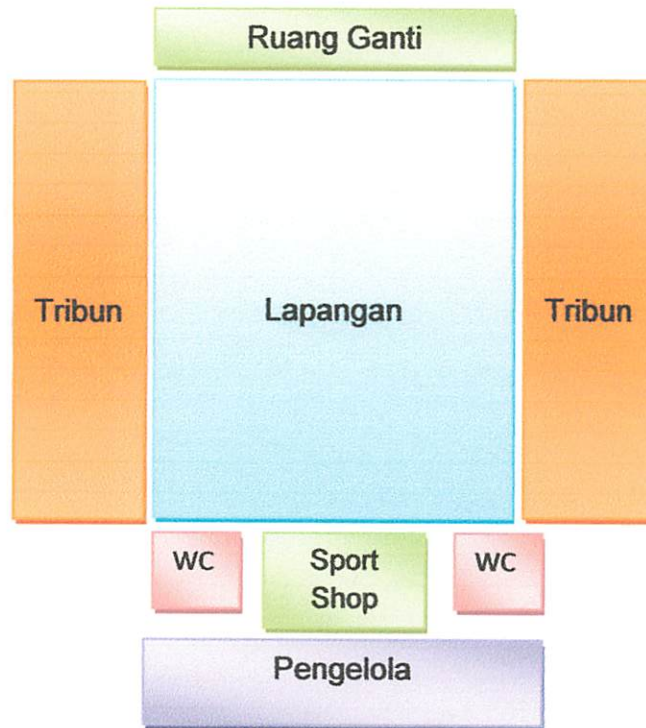 Ruang Ganti
Tribun
Lapangan
Tribun
WC
Sport
Shop
WC
Pengelola